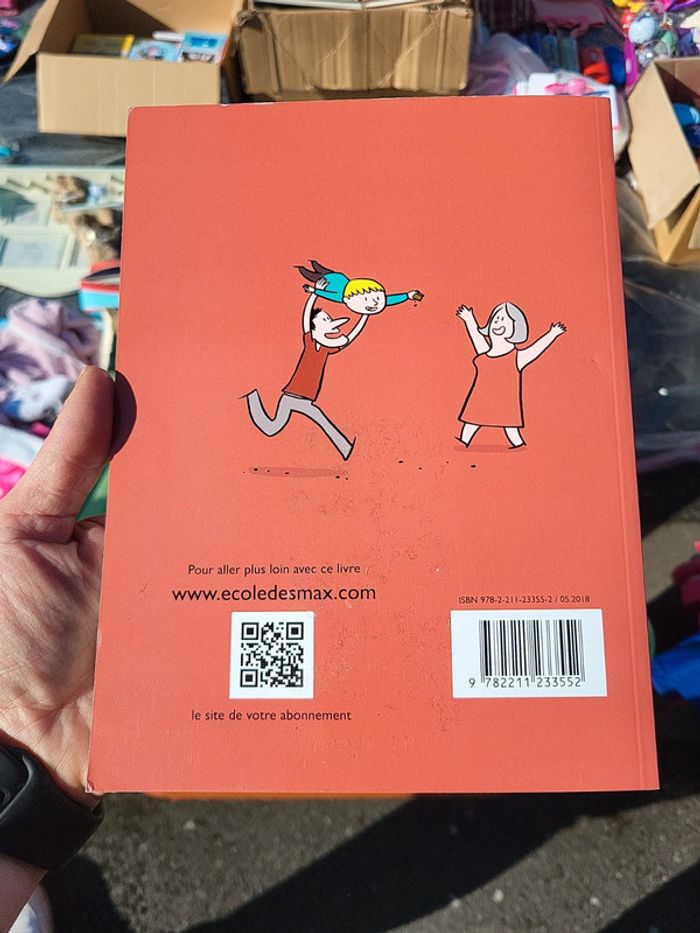 Pour aller plus loin avec ce livre
www.ecoledesmax.com
le site de votre abonnement
ISBN 978-2-211-23355-2 / 05.2018
9 782211 233552